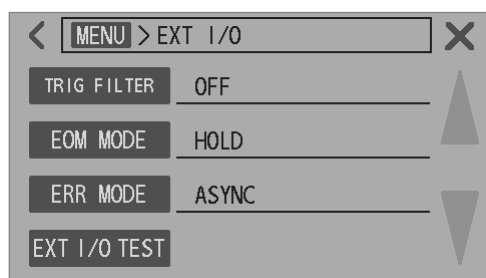 MENU > EXT I/O
TRIG FILTER OFF
EOM MODE HOLD
ERR MODE ASYNC
EXT I/O TEST